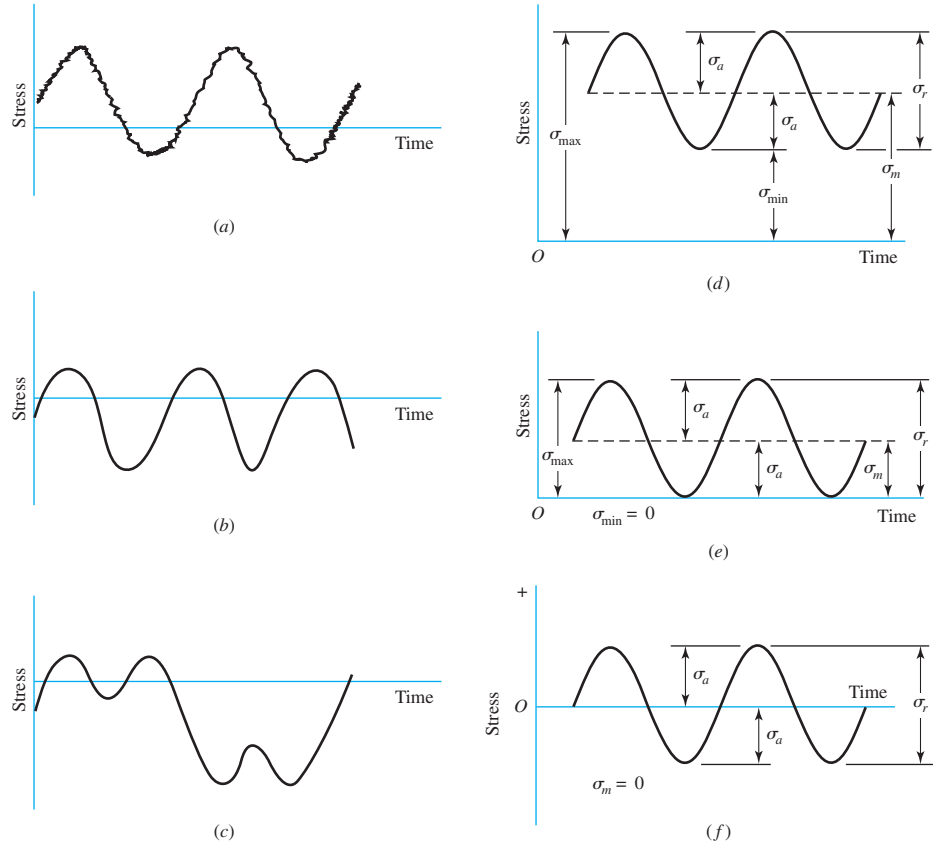 Stress
Time
(a)
Stress
Time
(b)
Stress
Time
(c)
Stress
σmax
σa
σa
σmin
σm
σr
O
Time
(d)
Stress
σmax
σa
σa
σm
σr
O
σmin = 0
Time
(e)
+
Stress
O
σa
σa
Time
σr
σm = 0
(f)